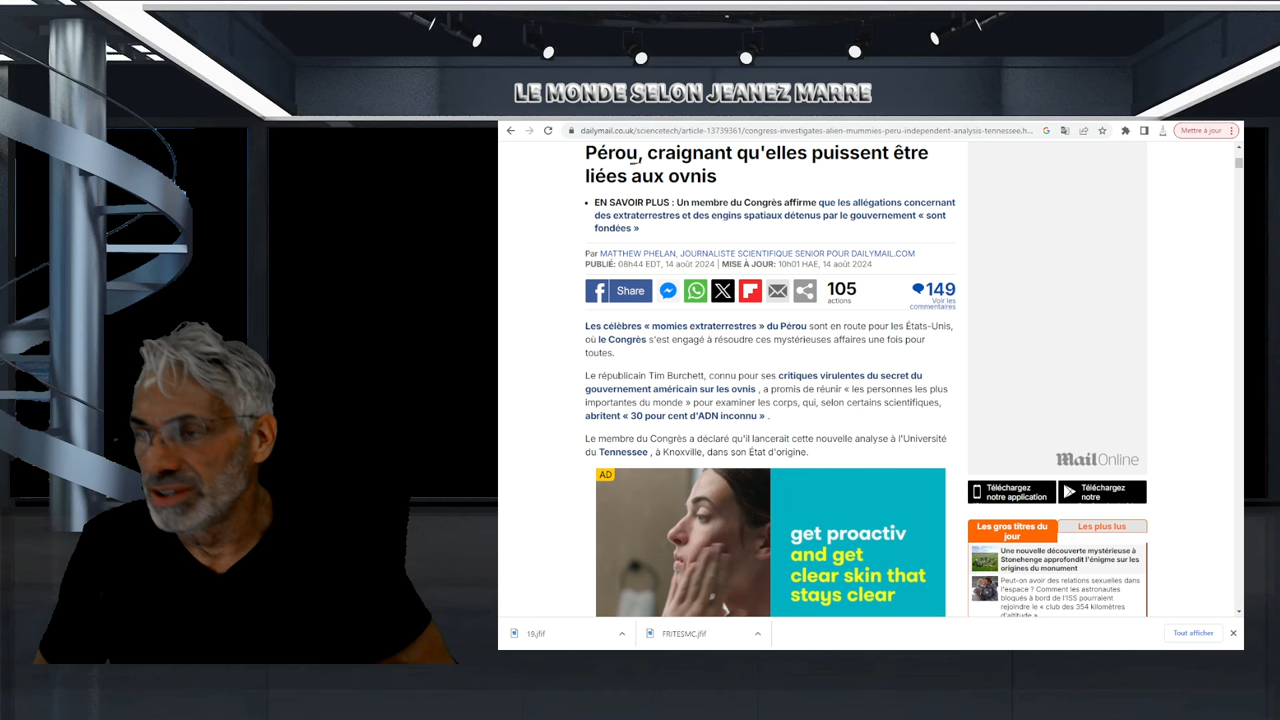 LE MONDE SELON JEANEZ MARRE
dailymail.co.uk/sciencetech/article-13739361/congress-investigates-alien-mummies-peru-independent-analysis-tennessee.h...
Mettre à jour
Pérou, craignant qu'elles puissent être
liées aux ovnis
EN SAVOIR PLUS : Un membre du Congrès affirme que les allégations concernant
des extraterrestres et des engins spatiaux détenus par le gouvernement « sont
fondées »
Par MATTHEW PHELAN, JOURNALISTE SCIENTIFIQUE SENIOR POUR DAILYMAIL.COM
PUBLIÉ: 08h44 EDT, 14 août 2024 | MISE À JOUR: 10h01 HAE, 14 août 2024
f Share
105
actions
149
Voir les
commentaires
Les célèbres « momies extraterrestres » du Pérou sont en route pour les États-Unis,
où le Congrès s'est engagé à résoudre ces mystérieuses affaires une fois pour
toutes.
Le républicain Tim Burchett, connu pour ses critiques virulentes du secret du
gouvernement américain sur les ovnis , a promis de réunir « les personnes les plus
importantes du monde » pour examiner les corps, qui, selon certains scientifiques,
abritent « 30 pour cent d'ADN inconnu » .
Le membre du Congrès a déclaré qu'il lancerait cette nouvelle analyse à l'Université
du Tennessee , à Knoxville, dans son État d'origine.
AD
get proactiv
and get
clear skin that
stays clear
MailOnline
Téléchargez
notre application
Téléchargez
notre
Les gros titres du
jour
Les plus lus
Une nouvelle découverte mystérieuse à
Stonehenge approfondit l'énigme sur les
origines du monument
Peut-on avoir des relations sexuelles dans
l'espace ? Comment les astronautes
bloqués à bord de l'ISS pourraient
rejoindre le « club des 354 kilomètres
d'altitude »
19.jfif
FRITESMC.jfif
Tout afficher